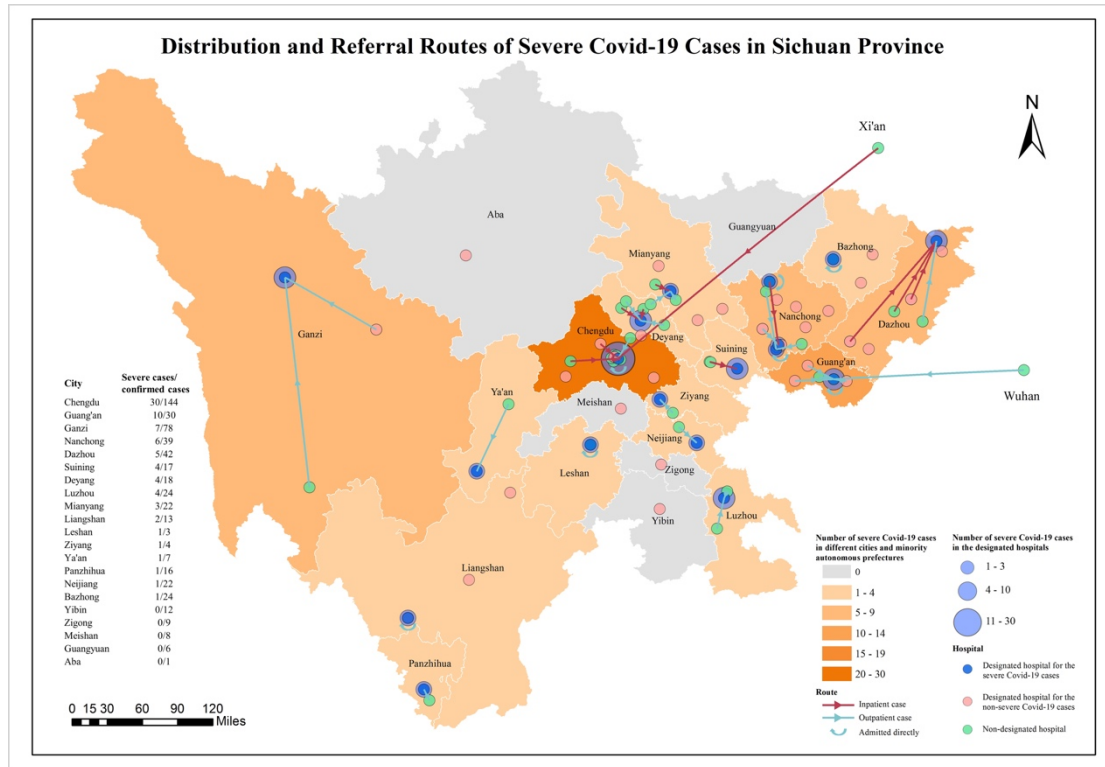 Distribution and Referral Routes of Severe Covid-19 Cases in Sichuan Province
N
Xi'an
Aba
Guangyuan
Bazhong
Mianyang
Ganzi
Nanchong
Dazhou
Chengdu
Deyang
Suining
Guang'an
Ya'an
Meishan
Ziyang
Wuhan
Neijiang
Leshan
Zigong
Yibin
Luzhou
Liangshan
Panzhihua
City Severe cases/
confirmed cases
Chengdu 30/144
Guang'an 10/30
Ganzi 7/78
Nanchong 6/39
Dazhou 5/42
Suining 4/17
Deyang 4/18
Luzhou 4/24
Mianyang 3/22
Liangshan 2/13
Leshan 1/3
Ziyang 1/4
Ya'an 1/7
Panzhihua 1/16
Neijiang 1/22
Bazhong 1/24
Yibin 0/12
Zigong 0/9
Meishan 0/8
Guangyuan 0/6
Aba 0/1
0 15 30 60 90 120
Miles
Number of severe Covid-19 cases
in different cities and minority
autonomous prefectures
0
1 - 4
5 - 9
10 - 14
15 - 19
20 - 30
Route
Inpatient case
Outpatient case
Admitted directly
Number of severe Covid-19 cases
in the designated hospitals
1 - 3
4 - 10
11 - 30
Hospital
Designated hospital for the
severe Covid-19 cases
Designated hospital for the
non-severe Covid-19 cases
Non-designated hospital